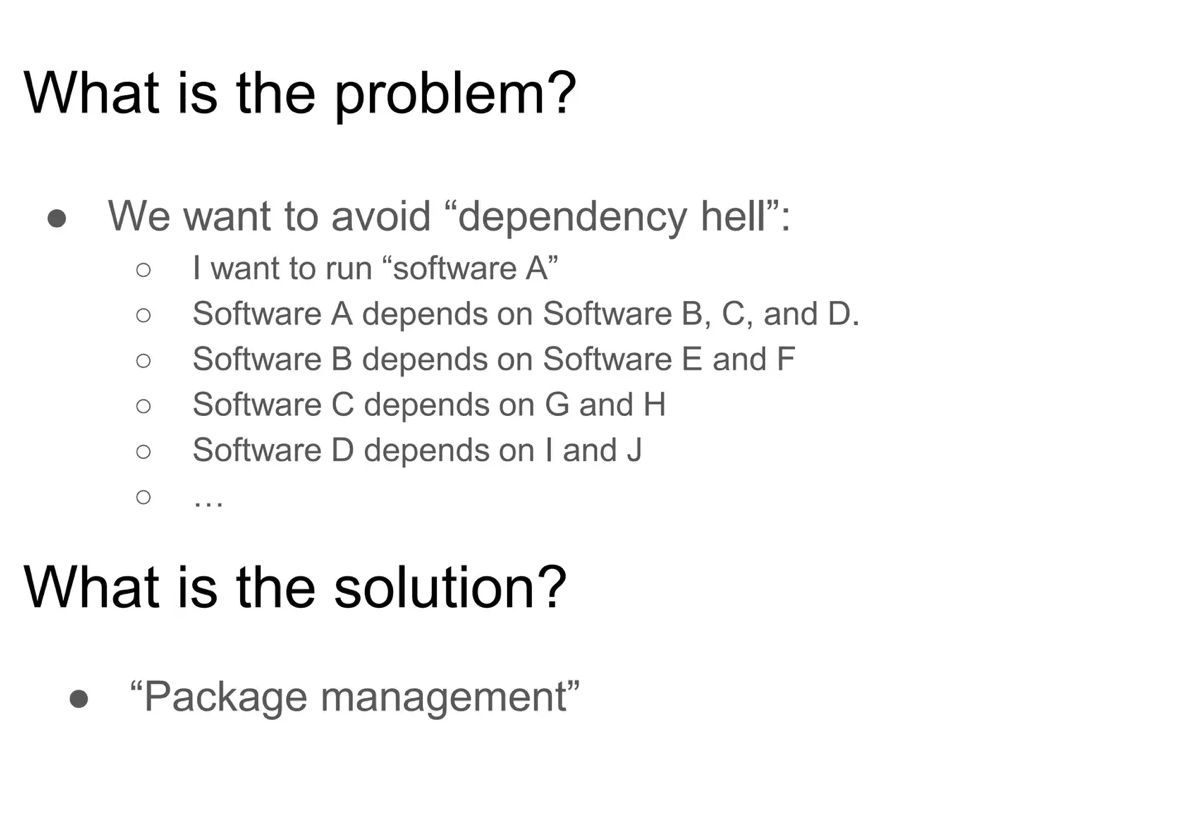 What is the problem?
● We want to avoid “dependency hell”:
○ I want to run “software A”
○ Software A depends on Software B, C, and D.
○ Software B depends on Software E and F
○ Software C depends on G and H
○ Software D depends on I and J
○ …
What is the solution?
● “Package management”